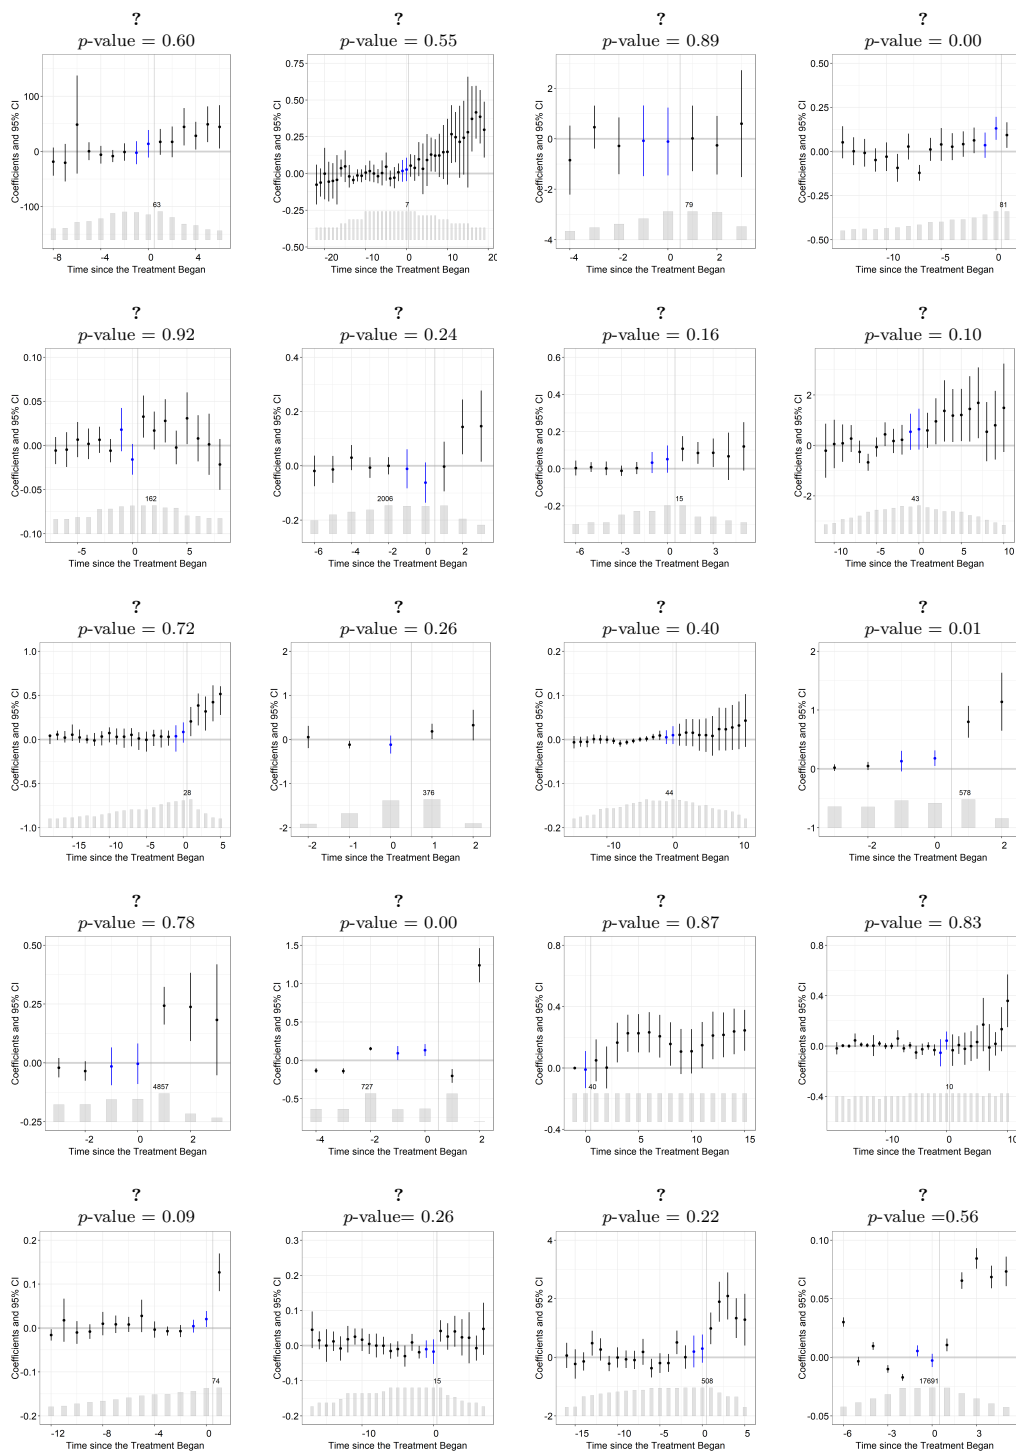 ? ? ? ?
p-value = 0.60 p-value = 0.55 p-value = 0.89 p-value = 0.00
Coefficients and 95% CI
100
0
-100
63
-8 -6 -4 -2 0 2 4 6
Time since the Treatment Began
Coefficients and 95% CI
0.75
0.50
0.25
0.00
-0.25
-0.50
7
-20 -10 0 10 20
Time since the Treatment Began
Coefficients and 95% CI
2
0
-2
-4
79
-4 -2 0 2
Time since the Treatment Began
Coefficients and 95% CI
0.50
0.25
0.00
-0.25
-0.50
81
-10 -5 0
Time since the Treatment Began
? ? ? ?
p-value = 0.92 p-value = 0.24 p-value = 0.16 p-value = 0.10
Coefficients and 95% CI
0.10
0.05
0.00
-0.05
-0.10
162
-5 0 5
Time since the Treatment Began
Coefficients and 95% CI
0.4
0.2
0.0
-0.2
2006
-6 -4 -2 0 2
Time since the Treatment Began
Coefficients and 95% CI
0.6
0.4
0.2
0.0
-0.2
15
-6 -3 0 3
Time since the Treatment Began
Coefficients and 95% CI
2
0
-2
43
-10 -5 0 5 10
Time since the Treatment Began
? ? ? ?
p-value = 0.72 p-value = 0.26 p-value = 0.40 p-value = 0.01
Coefficients and 95% CI
1.0
0.5
0.0
-0.5
-1.0
28
-15 -10 -5 0 5
Time since the Treatment Began
Coefficients and 95% CI
2
1
0
-1
-2
376
-2 -1 0 1 2
Time since the Treatment Began
Coefficients and 95% CI
0.2
0.1
0.0
-0.1
-0.2
44
-10 0 10
Time since the Treatment Began
Coefficients and 95% CI
2
1
0
-1
578
-2 0 2
Time since the Treatment Began
? ? ? ?
p-value = 0.78 p-value = 0.00 p-value = 0.87 p-value = 0.83
Coefficients and 95% CI
0.50
0.25
0.00
-0.25
4857
-2 0 2
Time since the Treatment Began
Coefficients and 95% CI
1.5
1.0
0.5
0.0
-0.5
727
-4 -2 0 2
Time since the Treatment Began
Coefficients and 95% CI
0.8
0.4
0.0
-0.4
40
0 5 10 15
Time since the Treatment Began
Coefficients and 95% CI
0.8
0.4
0.0
-0.4
10
-10 0 10
Time since the Treatment Began
? ? ? ?
p-value = 0.09 p-value= 0.26 p-value = 0.22 p-value =0.56
Coefficients and 95% CI
0.2
0.1
0.0
-0.1
-0.2
74
-12 -8 -4 0
Time since the Treatment Began
Coefficients and 95% CI
0.3
0.2
0.1
0.0
-0.1
-0.2
15
-10 0
Time since the Treatment Began
Coefficients and 95% CI
4
2
0
-2
508
-15 -10 -5 0 5
Time since the Treatment Began
Coefficients and 95% CI
0.10
0.05
0.00
-0.05
17691
-6 -3 0 3
Time since the Treatment Began